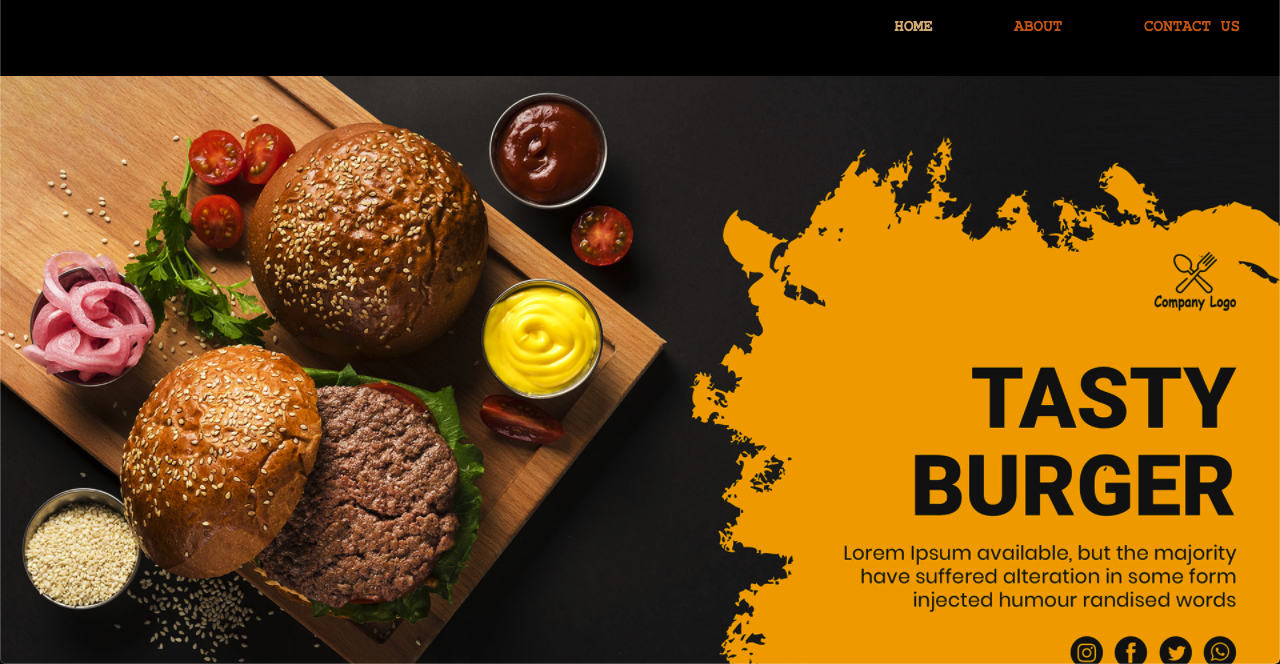 HOME ABOUT CONTACT US
Company Logo
TASTY
BURGER
Lorem Ipsum available, but the majority
have suffered alteration in some form
injected humour randised words